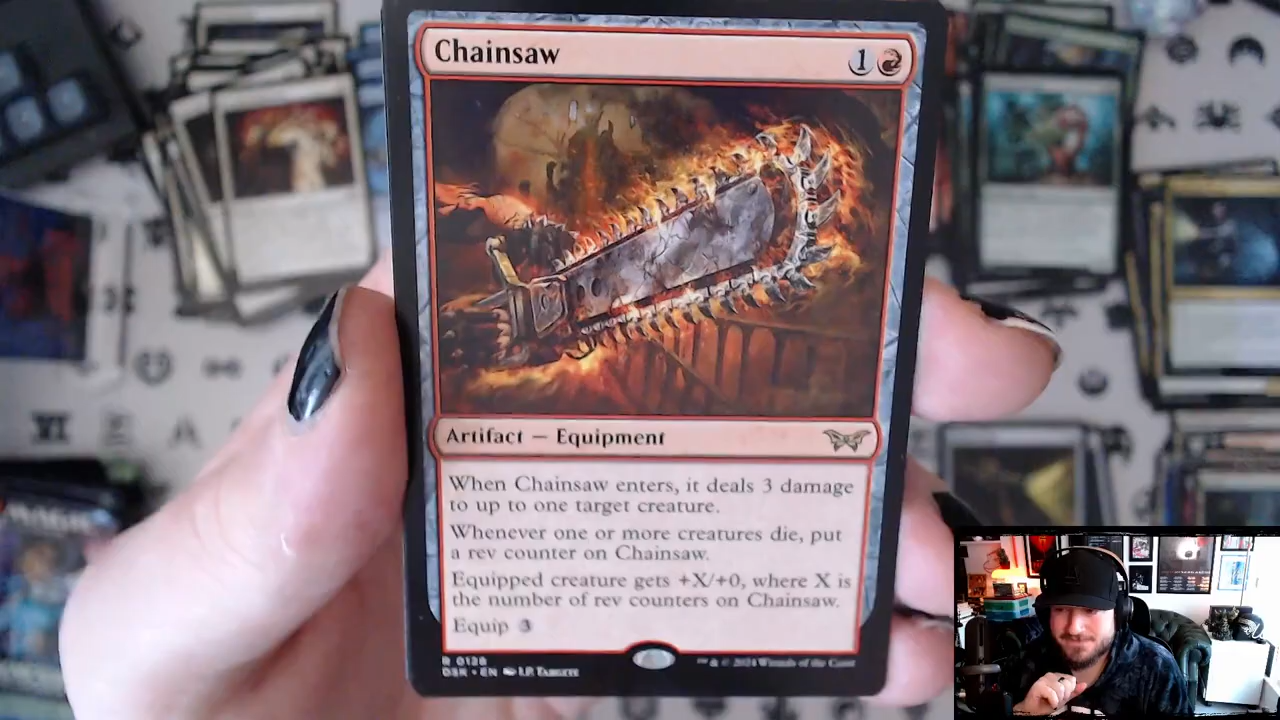 Chainsaw
1
Artifact — Equipment
When Chainsaw enters, it deals 3 damage
to up to one target creature.
Whenever one or more creatures die, put
a rev counter on Chainsaw.
Equipped creature gets +X/+0, where X is
the number of rev counters on Chainsaw.
Equip 3
R 0128
DSK • EN
™ & © 2024 Wizards of the Coast
MAGIC